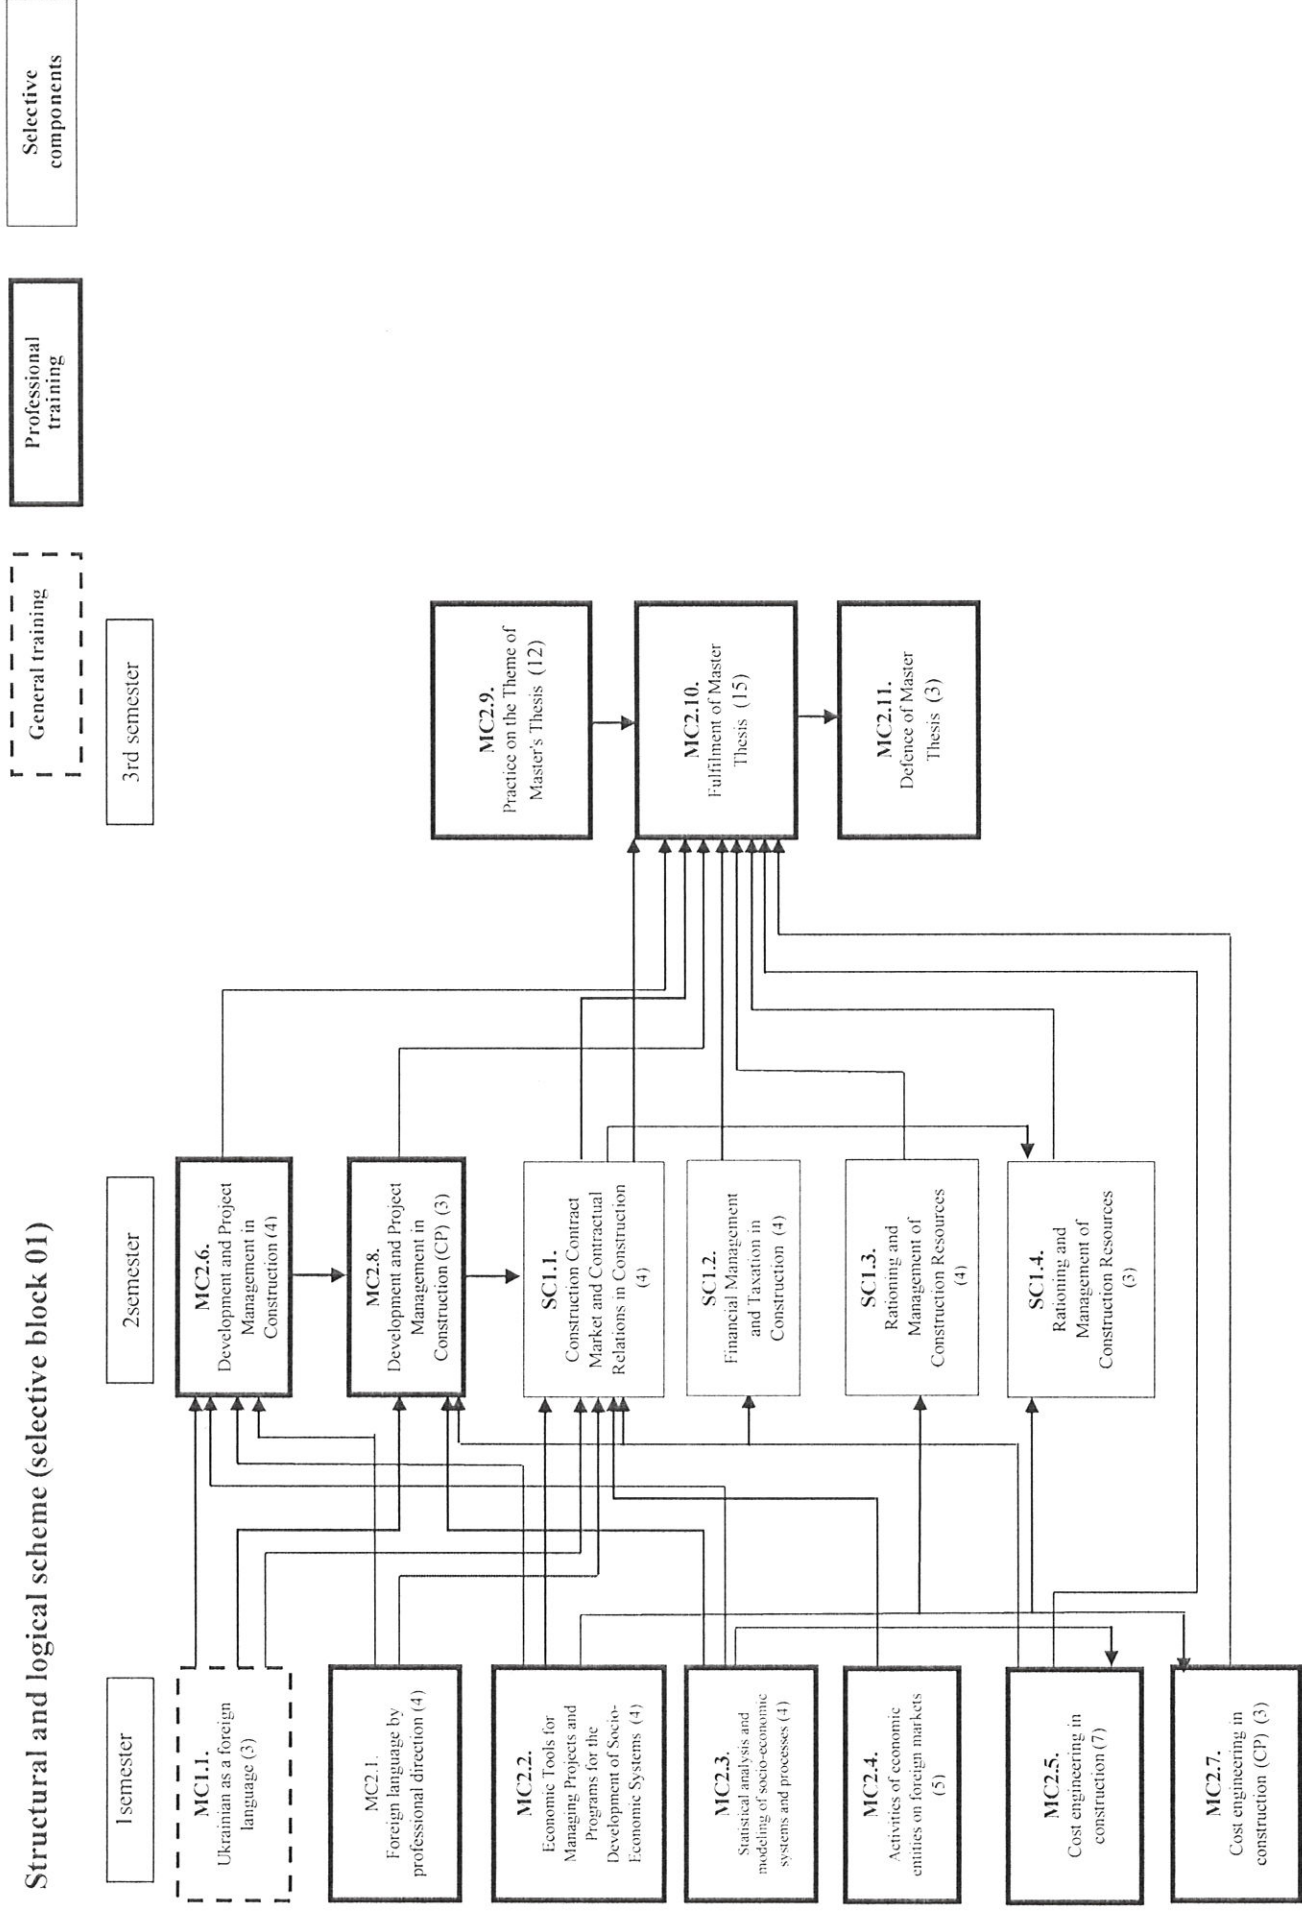 Structural and logical scheme (selective block 01)
General training
Professional
training
Selective
components
1semester
2semester
3rd semester
MC1.1.
Ukrainian as a foreign
language (3)
MC2.1.
Foreign language by
professional direction (4)
MC2.2.
Economic Tools for
Managing Projects and
Programs for the
Development of Socio-
Economic Systems (4)
MC2.3.
Statistical analysis and
modeling of socio-economic
systems and processes (4)
MC2.4.
Activities of economic
entities on foreign markets
(5)
MC2.5.
Cost engineering in
construction (7)
MC2.7.
Cost engineering in
construction (CP) (3)
MC2.6.
Development and Project
Management in
Construction (4)
MC2.8.
Development and Project
Management in
Construction (CP) (3)
SC1.1.
Construction Contract
Market and Contractual
Relations in Construction
(4)
SC1.2.
Financial Management
and Taxation in
Construction (4)
SC1.3.
Rationing and
Management of
Construction Resources
(4)
SC1.4.
Rationing and
Management of
Construction Resources
(3)
MC2.9.
Practice on the Theme of
Master's Thesis (12)
MC2.10.
Fulfilment of Master
Thesis (15)
MC2.11.
Defence of Master
Thesis (3)